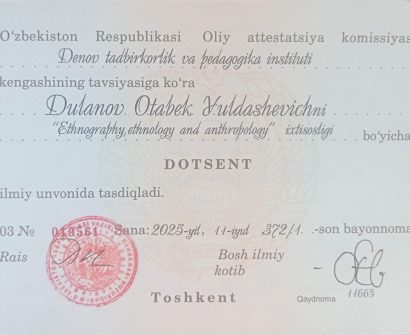 O‘zbekiston Respublikasi Oliy attestatsiya komissiyas
Denov tadbirkorlik va pedagogika instituti
kengashining tavsiyasiga ko‘ra
Dulanov Otabek Yuldashevichni
"Ethnography, ethnology and anthropology" ixtisosligi bo‘yicha
DOTSENT
ilmiy unvonida tasdiqladi.
03 № 019561 Sana: 2025-yil, 11-iyul 372/1 -son bayonnoma
Rais Bosh ilmiy
kotib
Toshkent Qaydnoma 11665